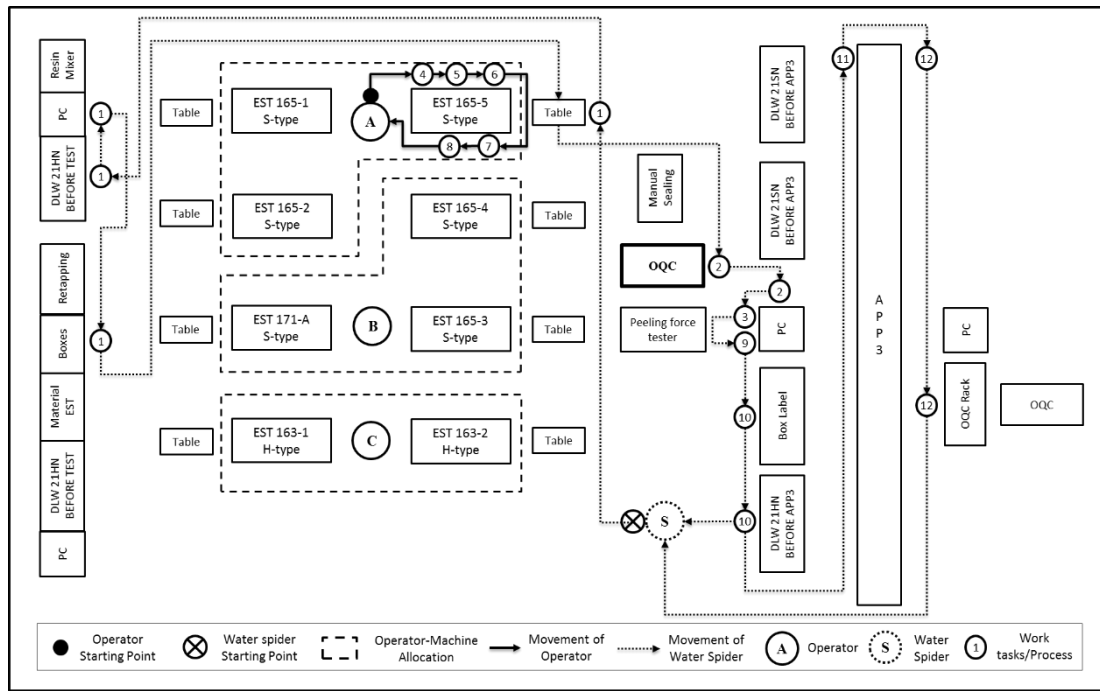 Resin
Mixer
PC
1
DLW 21HN
BEFORE TEST
1
Retapping
Boxes
1
Material
EST
DLW 21HN
BEFORE TEST
PC
Table
EST 165-1
S-type
A
4
5
6
EST 165-5
S-type
8
7
Table
1
Table
EST 165-2
S-type
EST 165-4
S-type
Table
Table
EST 171-A
S-type
B
EST 165-3
S-type
Table
Table
EST 163-1
H-type
C
EST 163-2
H-type
Table
Manual
Sealing
OQC
2
2
3
Peeling force
tester
9
PC
10
Box Label
S
10
DLW 21SN
BEFORE APP3
DLW 21SN
BEFORE APP3
DLW 21HN
BEFORE APP3
11
12
A
P
P
3
PC
12
OQC Rack
OQC
Operator
Starting Point
Water spider
Starting Point
Operator-Machine
Allocation
Movement of
Operator
Movement of
Water Spider
A
Operator
S
Water
Spider
1
Work
tasks/Process